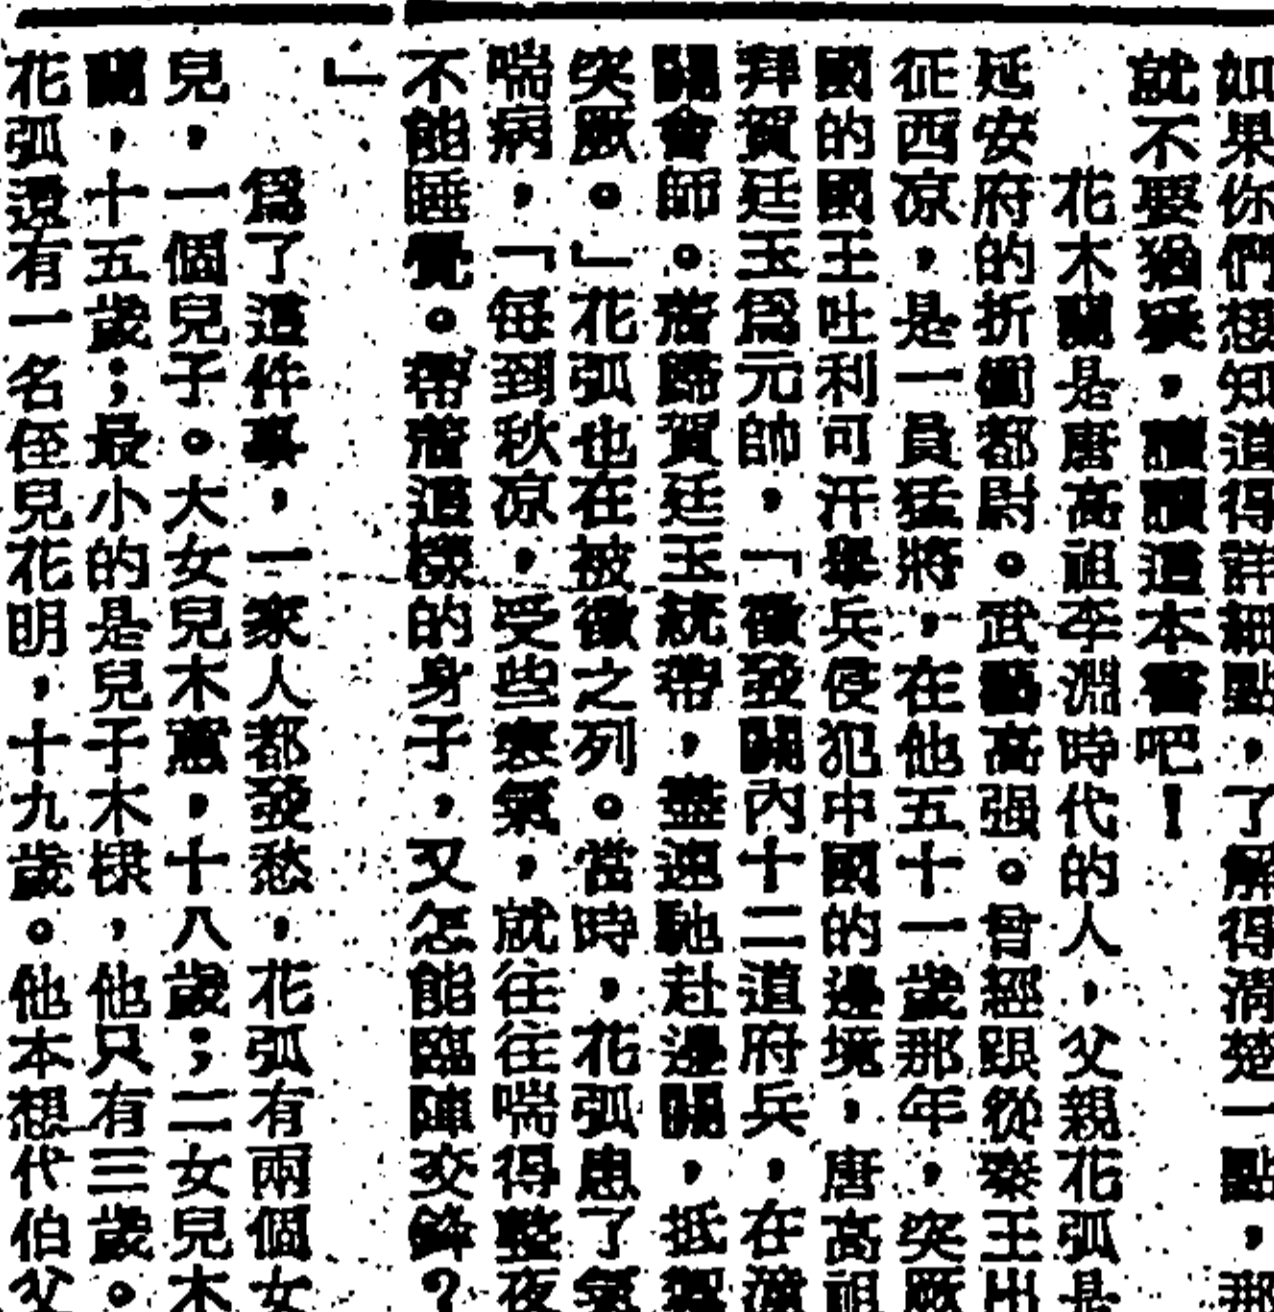 如果你們想知道得詳細點，了解得清楚一點，那
就不要猶豫，讀讀這本書吧！
花木蘭是唐高祖李淵時代的人，父親花弧是
延安府的折衝都尉。武藝高强。曾經跟從秦王出
征西凉，是一員猛將，在他五十一歲那年，突厥
國的國王吐利可汗舉兵侵犯中國的邊境，唐高祖
拜賀廷玉爲元帥，「徵發關內十二道府兵，在潼
關會師。着歸賀廷玉統帶，盡速馳赴邊關，抵禦
突厥。」花弧也在被徵之列。當時，花弧患了氣
喘病，「每到秋凉，受些寒氣，就往往喘得整夜
不能睡覺。帶着這樣的身子，又怎能臨陣交鋒？
」
爲了這件事，一家人都發愁，花弧有兩個女
兒，一個兒子。大女兒木蕙，十八歲；二女兒木
蘭，十五歲；最小的是兒子木棣，他只有三歲。
花弧還有一名侄兒花明，十九歲。他本想代伯父